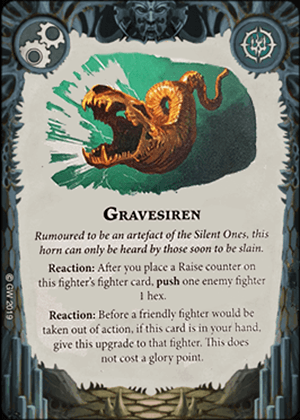 GRAVESIREN
Rumoured to be an artefact of the Silent Ones, this
horn can only be heard by those soon to be slain.
Reaction: After you place a Raise counter on
this fighter's fighter card, push one enemy fighter
1 hex.
Reaction: Before a friendly fighter would be
taken out of action, if this card is in your hand,
give this upgrade to that fighter. This does
not cost a glory point.
© GW 2019